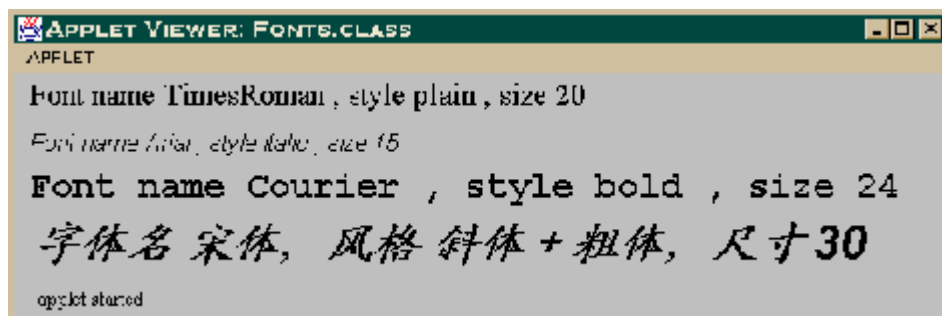 APPLET VIEWER: FONTS.CLASS
APPLET
Font name TimesRoman , style plain , size 20
Font name Arial , style italic , size 15
Font name Courier , style bold , size 24
字体名 宋体, 风格 斜体 + 粗体, 尺寸30
applet started